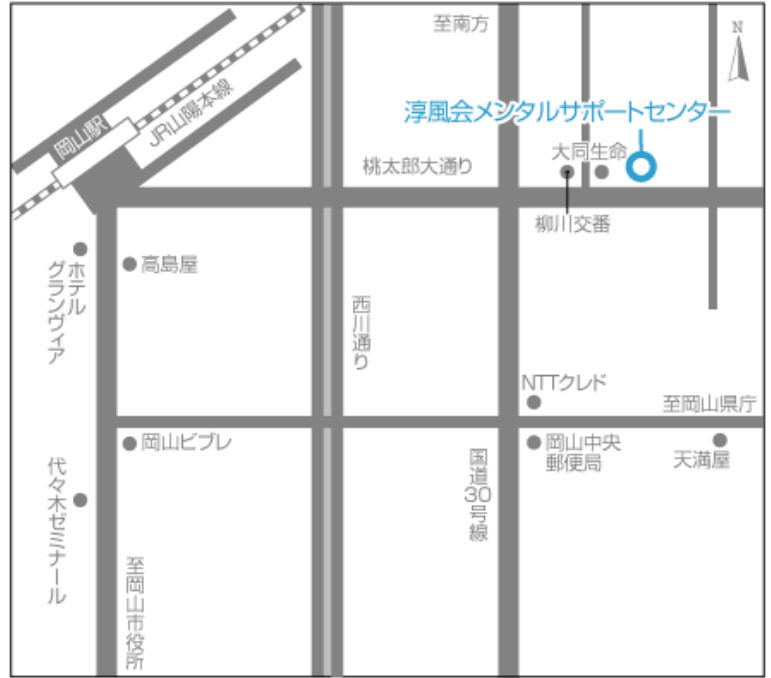 至南方
N
淳風会メンタルサポートセンター
岡山駅
JR山陽本線
大同生命
桃太郎大通り
柳川交番
高島屋
ホテル
グランヴィア
西川通り
NTTクレド
至岡山県庁
岡山ビブレ
岡山中央
郵便局
天満屋
国道30号線
代々木ゼミナール
至岡山市役所